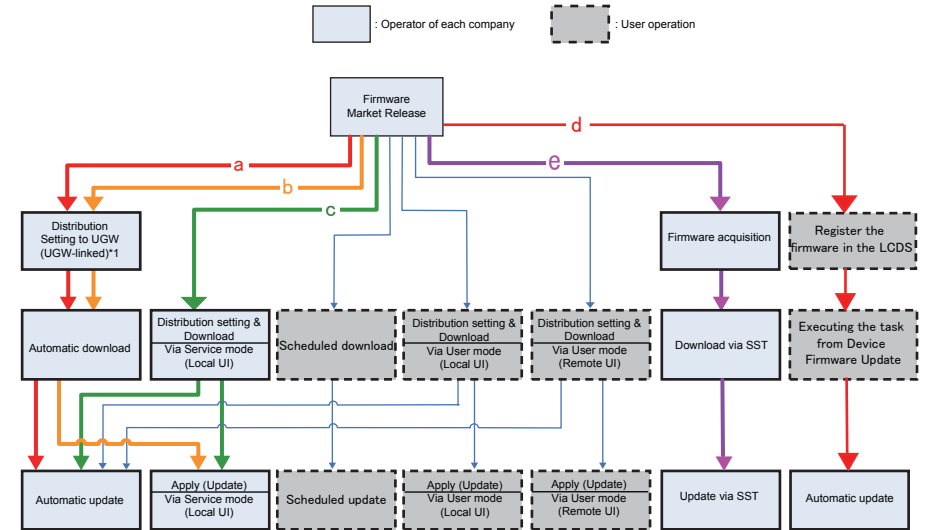 : Operator of each company
: User operation
Firmware
Market Release
a
b
c
d
e
Distribution
Setting to UGW
(UGW-linked)*1
Firmware acquisition
Register the
firmware in the LCDS
Automatic download
Distribution setting &
Download
Via Service mode
(Local UI)
Scheduled download
Distribution setting &
Download
Via User mode
(Local UI)
Distribution setting &
Download
Via User mode
(Remote UI)
Download via SST
Executing the task
from Device
Firmware Update
Automatic update
Apply (Update)
Via Service mode
(Local UI)
Scheduled update
Apply (Update)
Via User mode
(Local UI)
Apply (Update)
Via User mode
(Remote UI)
Update via SST
Automatic update